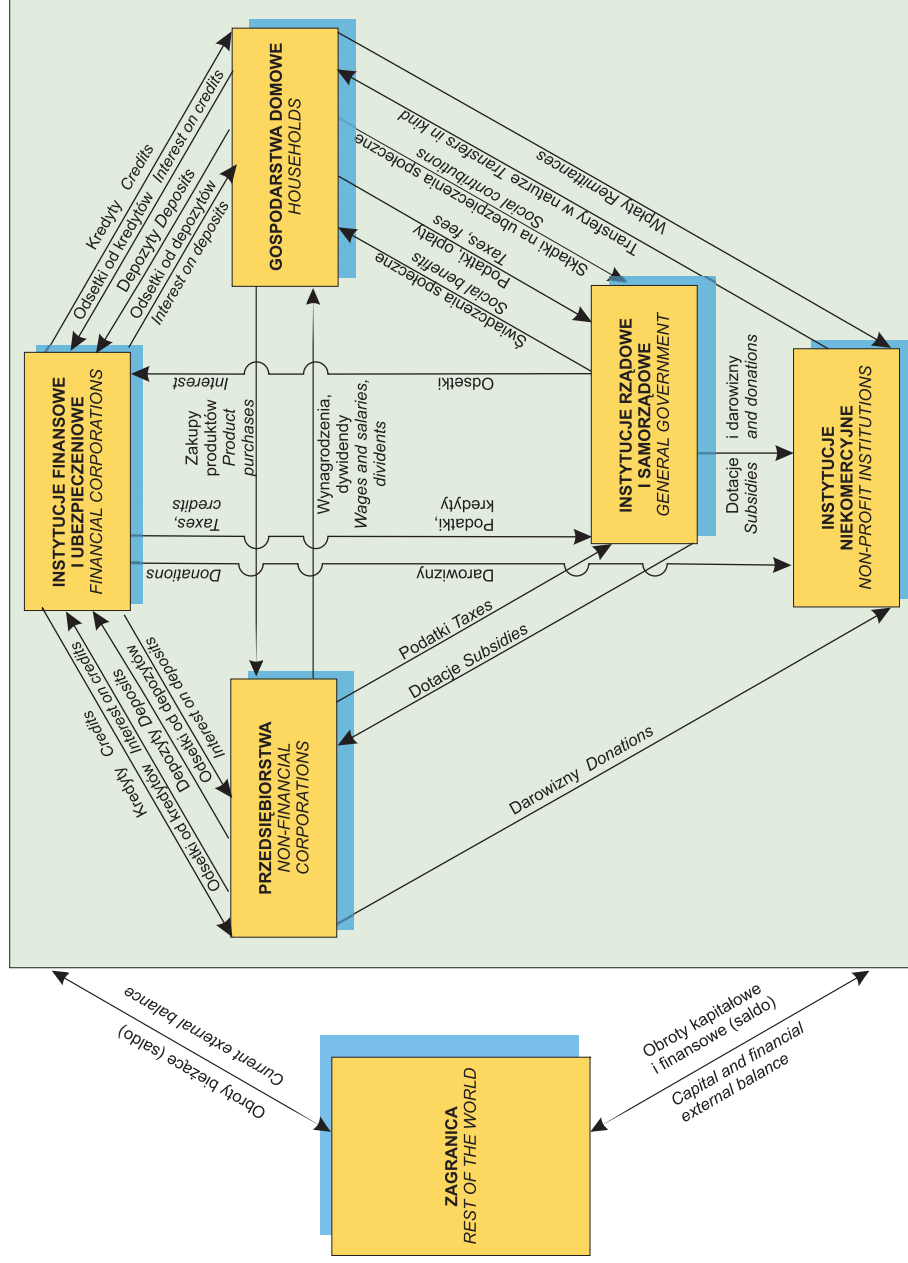 INSTYTUCJE FINANSOWE
I UBEZPIECZENIOWE
FINANCIAL CORPORATIONS
GOSPODARSTWA DOMOWE
HOUSEHOLDS
PRZEDSIĘBIORSTWA
NON-FINANCIAL
CORPORATIONS
INSTYTUCJE RZĄDOWE
I SAMORZĄDOWE
GENERAL GOVERNMENT
INSTYTUCJE
NIEKOMERCYJNE
NON-PROFIT INSTITUTIONS
ZAGRANICA
REST OF THE WORLD
Kredyty Credits
Odsetki od kredytów Interest on credits
Depozyty Deposits
Odsetki od depozytów
Interest on deposits
Kredyty Credits
Odsetki od kredytów Interest on credits
Depozyty Deposits
Odsetki od depozytów
Interest on deposits
Zakupy
produktów
Product
purchases
Wynagrodzenia,
dywidendy
Wages and salaries,
dividents
Odsetki
Interest
Podatki,
kredyty
Taxes,
credits
Darowizny
Donations
Świadczenia społeczne
Social benefits
Podatki, opłaty
Taxes, fees
Składki na ubezpieczenia społeczne
Social contributions
Transfery w naturze Transfers in kind
Wpłaty Remittances
Podatki Taxes
Dotacje Subsidies
Dotacje i darowizny
Subsidies and donations
Darowizny Donations
Obroty bieżące (saldo)
Current external balance
Obroty kapitałowe
i finansowe (saldo)
Capital and financial
external balance